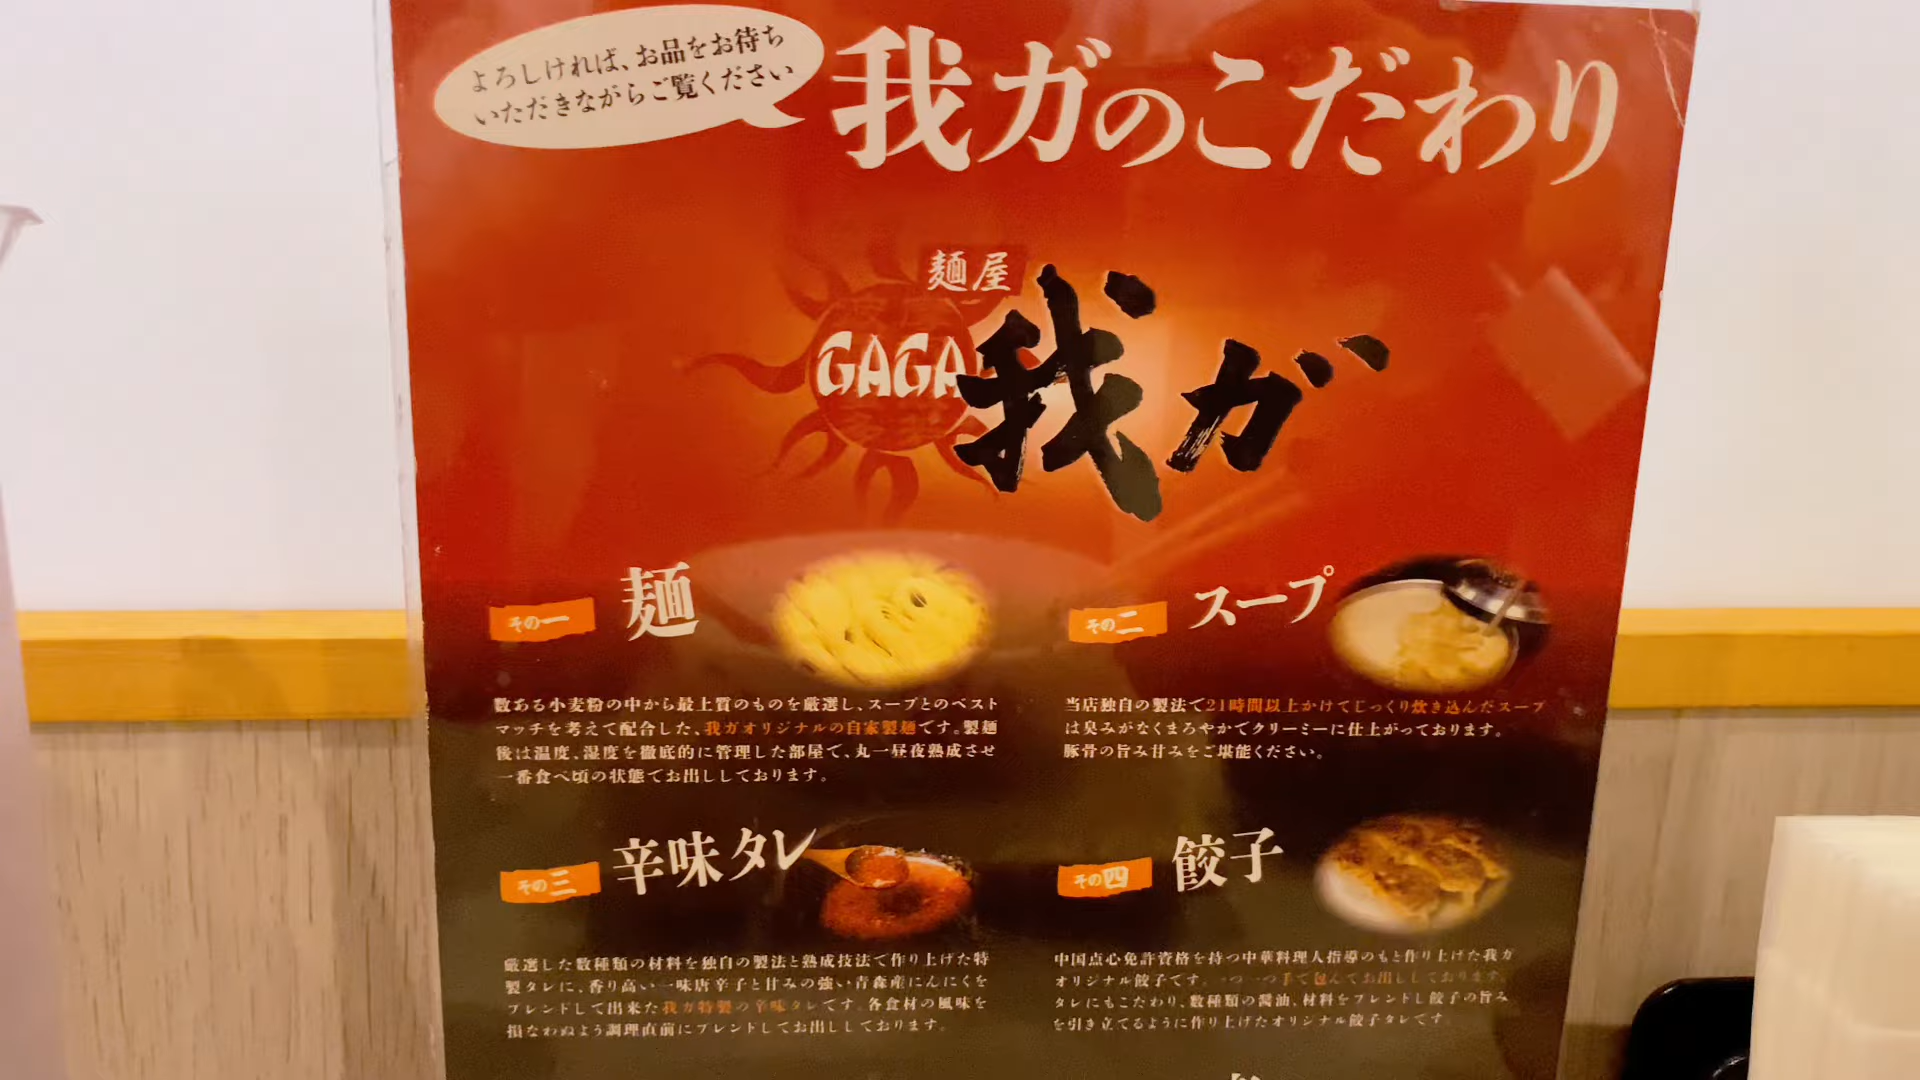 よろしければ、お品をお待ち
いただきながらご覧ください
我ガのこだわり
麺屋
GAGA
我ガ
その一
麺
数ある小麦粉の中から最上質のものを厳選し、スープとのベスト
マッチを考えて配合した、我ガオリジナルの自家製麺です。製麺
後は温度、湿度を徹底的に管理した部屋で、丸一昼夜熟成させ
一番食べ頃の状態でお出ししております。
その二
スープ
当店独自の製法で21時間以上かけてじっくり炊き込んだスープ
は臭みがなくまろやかでクリーミーに仕上がっております。
豚骨の旨み甘みをご堪能ください。
その三
辛味タレ
厳選した数種類の材料を独自の製法と熟成技法で作り上げた特
製タレに、香り高い一味唐辛子と甘みの強い青森産にんにくを
ブレンドして出来た我ガ特製の辛味タレです。各食材の風味を
損なわぬよう調理直前にブレンドしてお出ししております。
その四
餃子
中国点心免許資格を持つ中華料理人指導のもと作り上げた我ガ
オリジナル餃子です。一つ一つ手で包んでお出ししております。
タレにもこだわり、数種類の醤油、材料をブレンドし餃子の旨み
を引き立てるように作り上げたオリジナル餃子タレです。